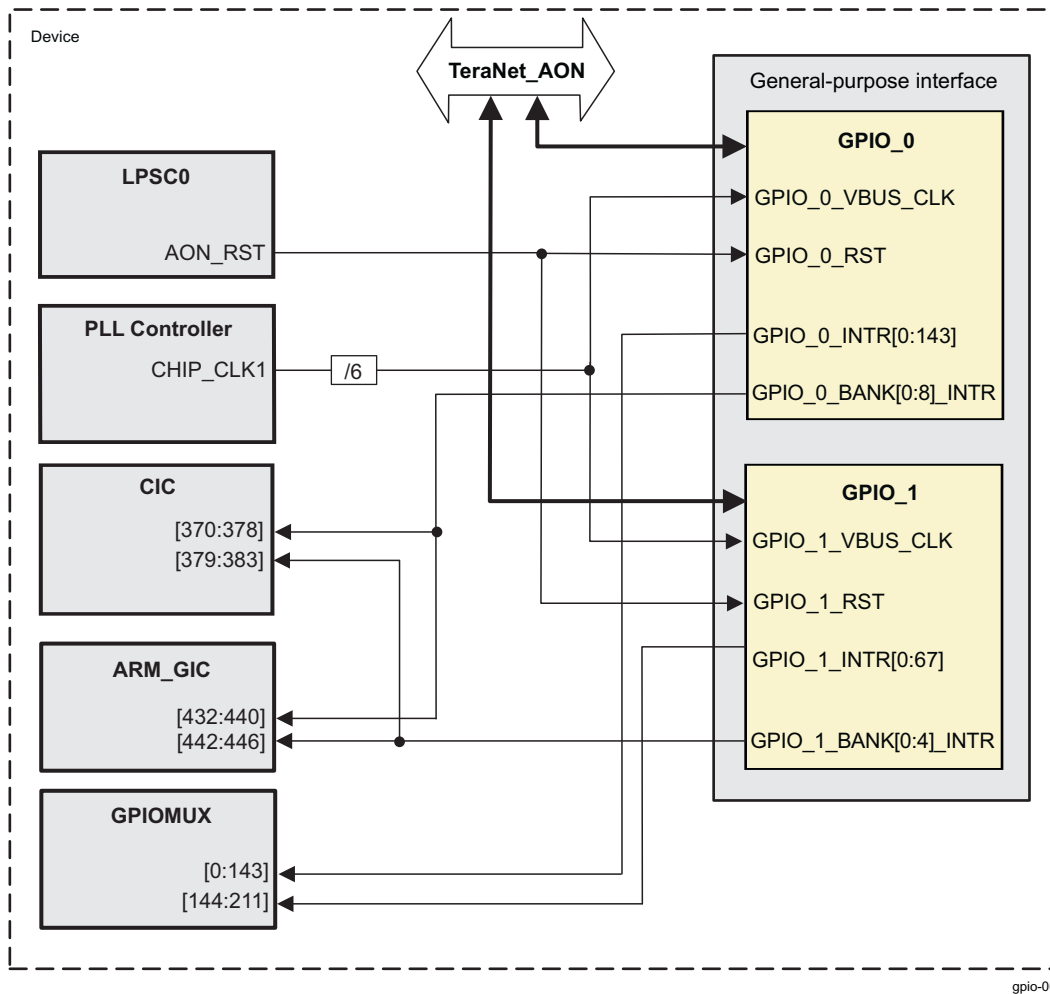 Device
TeraNet_AON
General-purpose interface
GPIO_0
GPIO_0_VBUS_CLK
GPIO_0_RST
GPIO_0_INTR[0:143]
GPIO_0_BANK[0:8]_INTR
LPSC0
AON_RST
PLL Controller
CHIP_CLK1
/6
CIC
[370:378]
[379:383]
GPIO_1
GPIO_1_VBUS_CLK
GPIO_1_RST
GPIO_1_INTR[0:67]
GPIO_1_BANK[0:4]_INTR
ARM_GIC
[432:440]
[442:446]
GPIOMUX
[0:143]
[144:211]
gpio-0